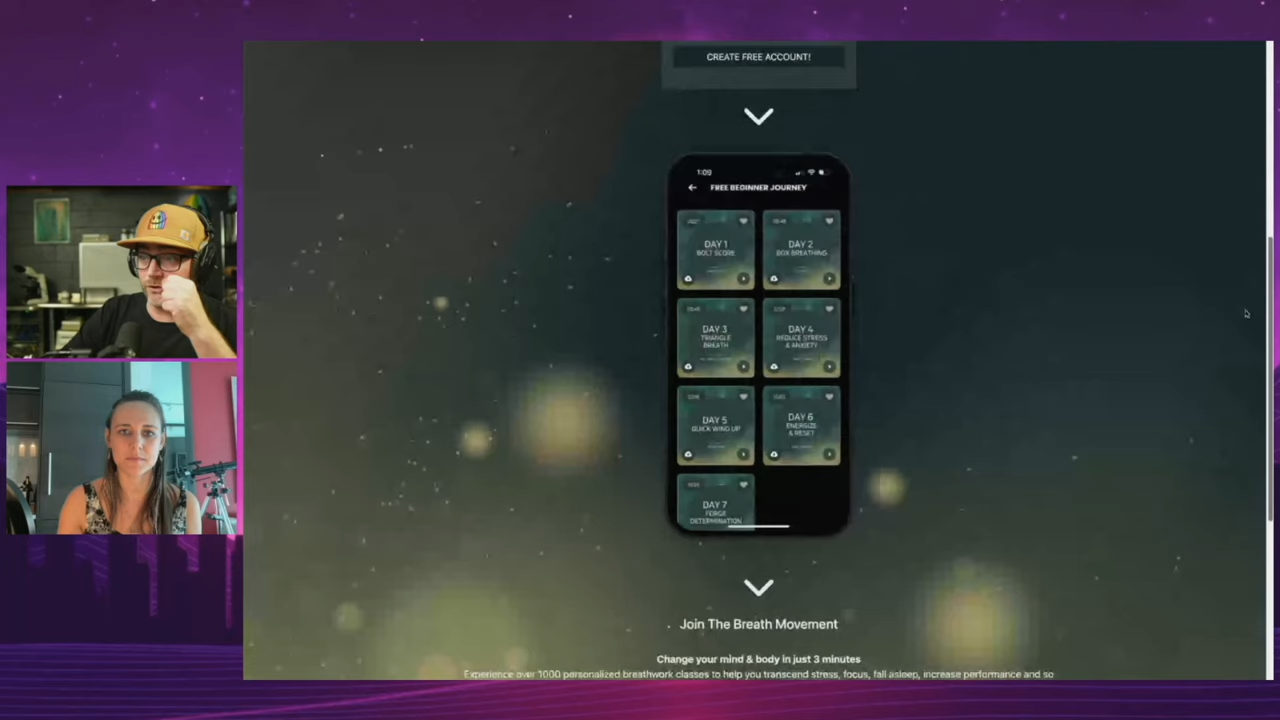 CREATE FREE ACCOUNT!
1:09
FREE BEGINNER JOURNEY
DAY 1
BOLT SCORE
DAY 2
BOX BREATHING
DAY 3
TRIANGLE
BREATH
DAY 4
REDUCE STRESS
& ANXIETY
DAY 5
QUICK WIND UP
DAY 6
ENERGIZE
& RESET
DAY 7
FORGE
DETERMINATION
Join The Breath Movement
Change your mind & body in just 3 minutes
Experience over 1000 personalized breathwork classes to help you transcend stress, focus, fall asleep, increase performance and so